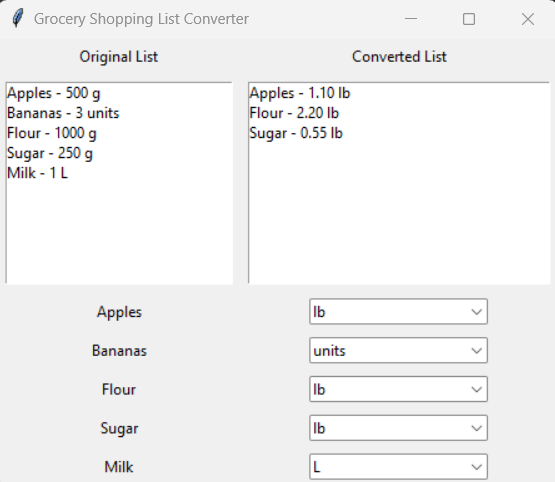 Grocery Shopping List Converter
Original List
Converted List
Apples - 500 g
Bananas - 3 units
Flour - 1000 g
Sugar - 250 g
Milk - 1 L
Apples - 1.10 lb
Flour - 2.20 lb
Sugar - 0.55 lb
Apples lb
Bananas units
Flour lb
Sugar lb
Milk L